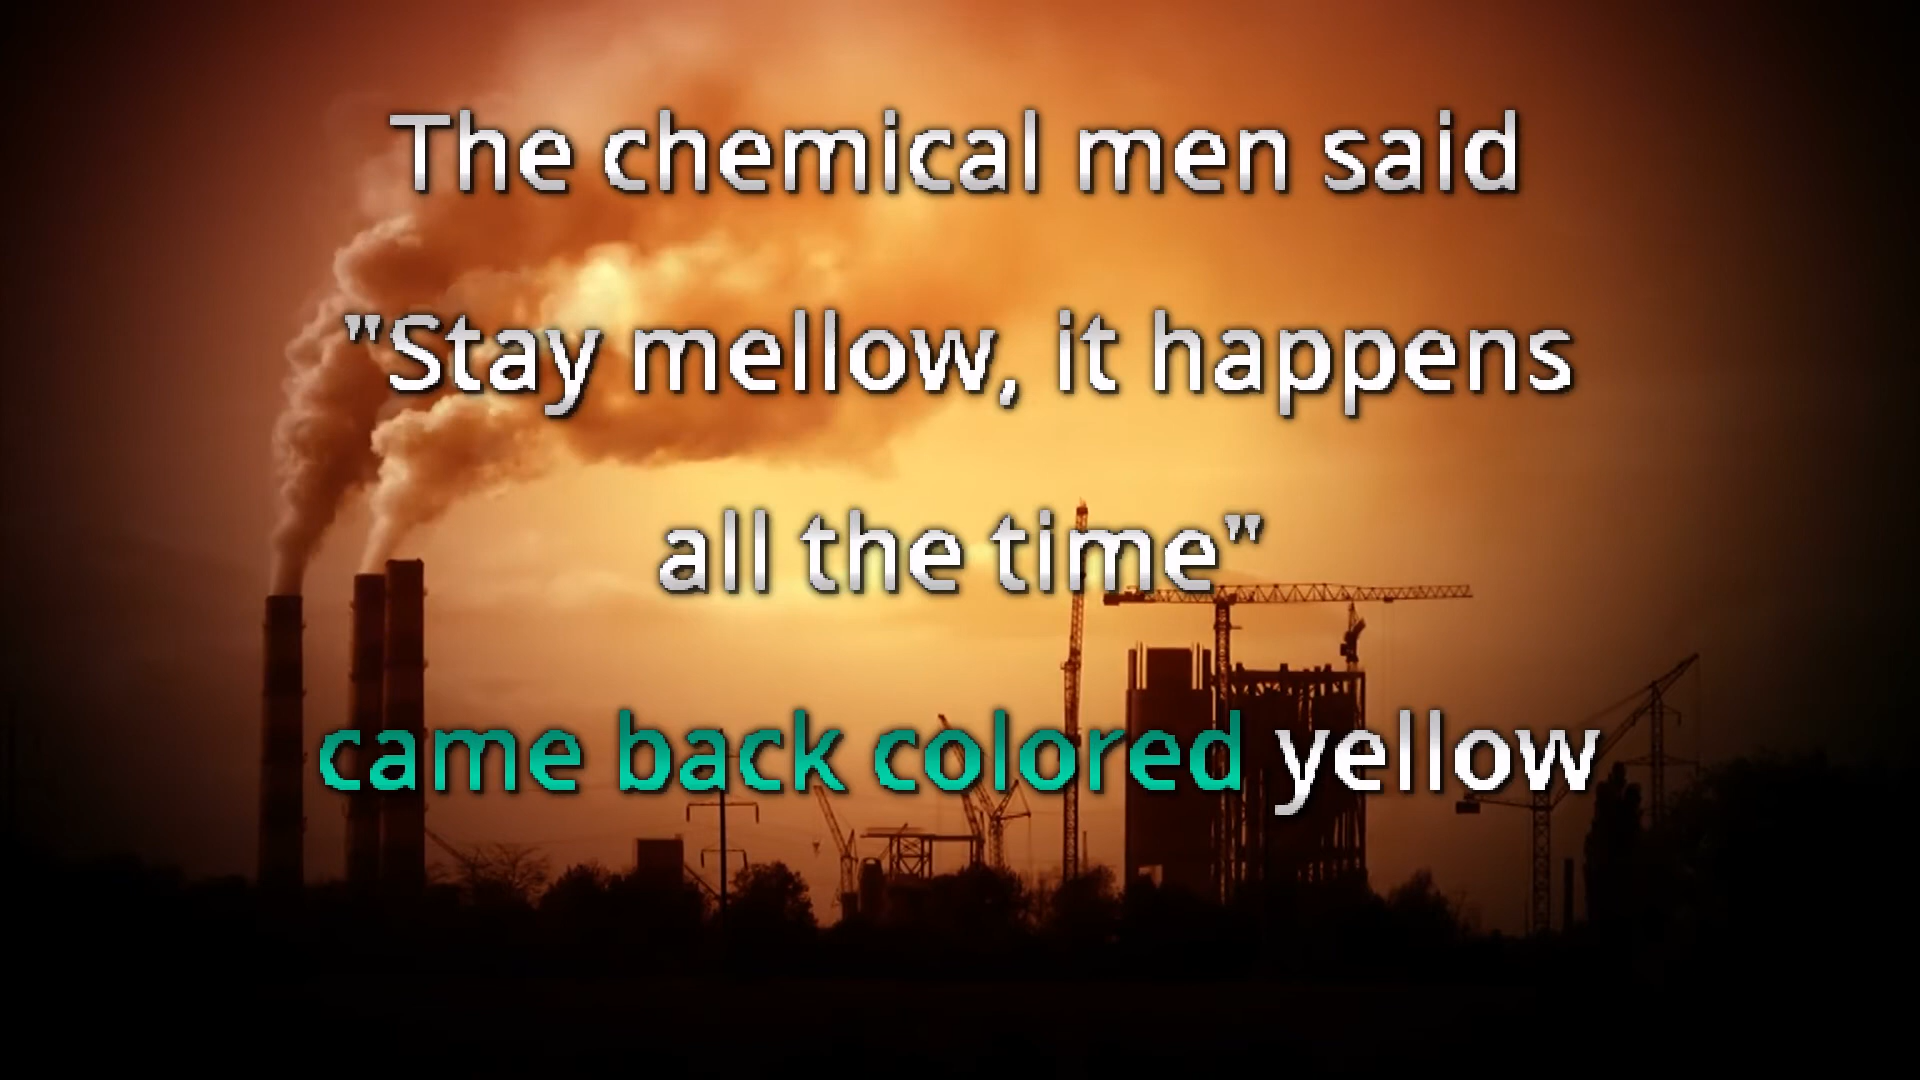 The chemical men said
"Stay mellow, it happens
all the time"
came back colored yellow